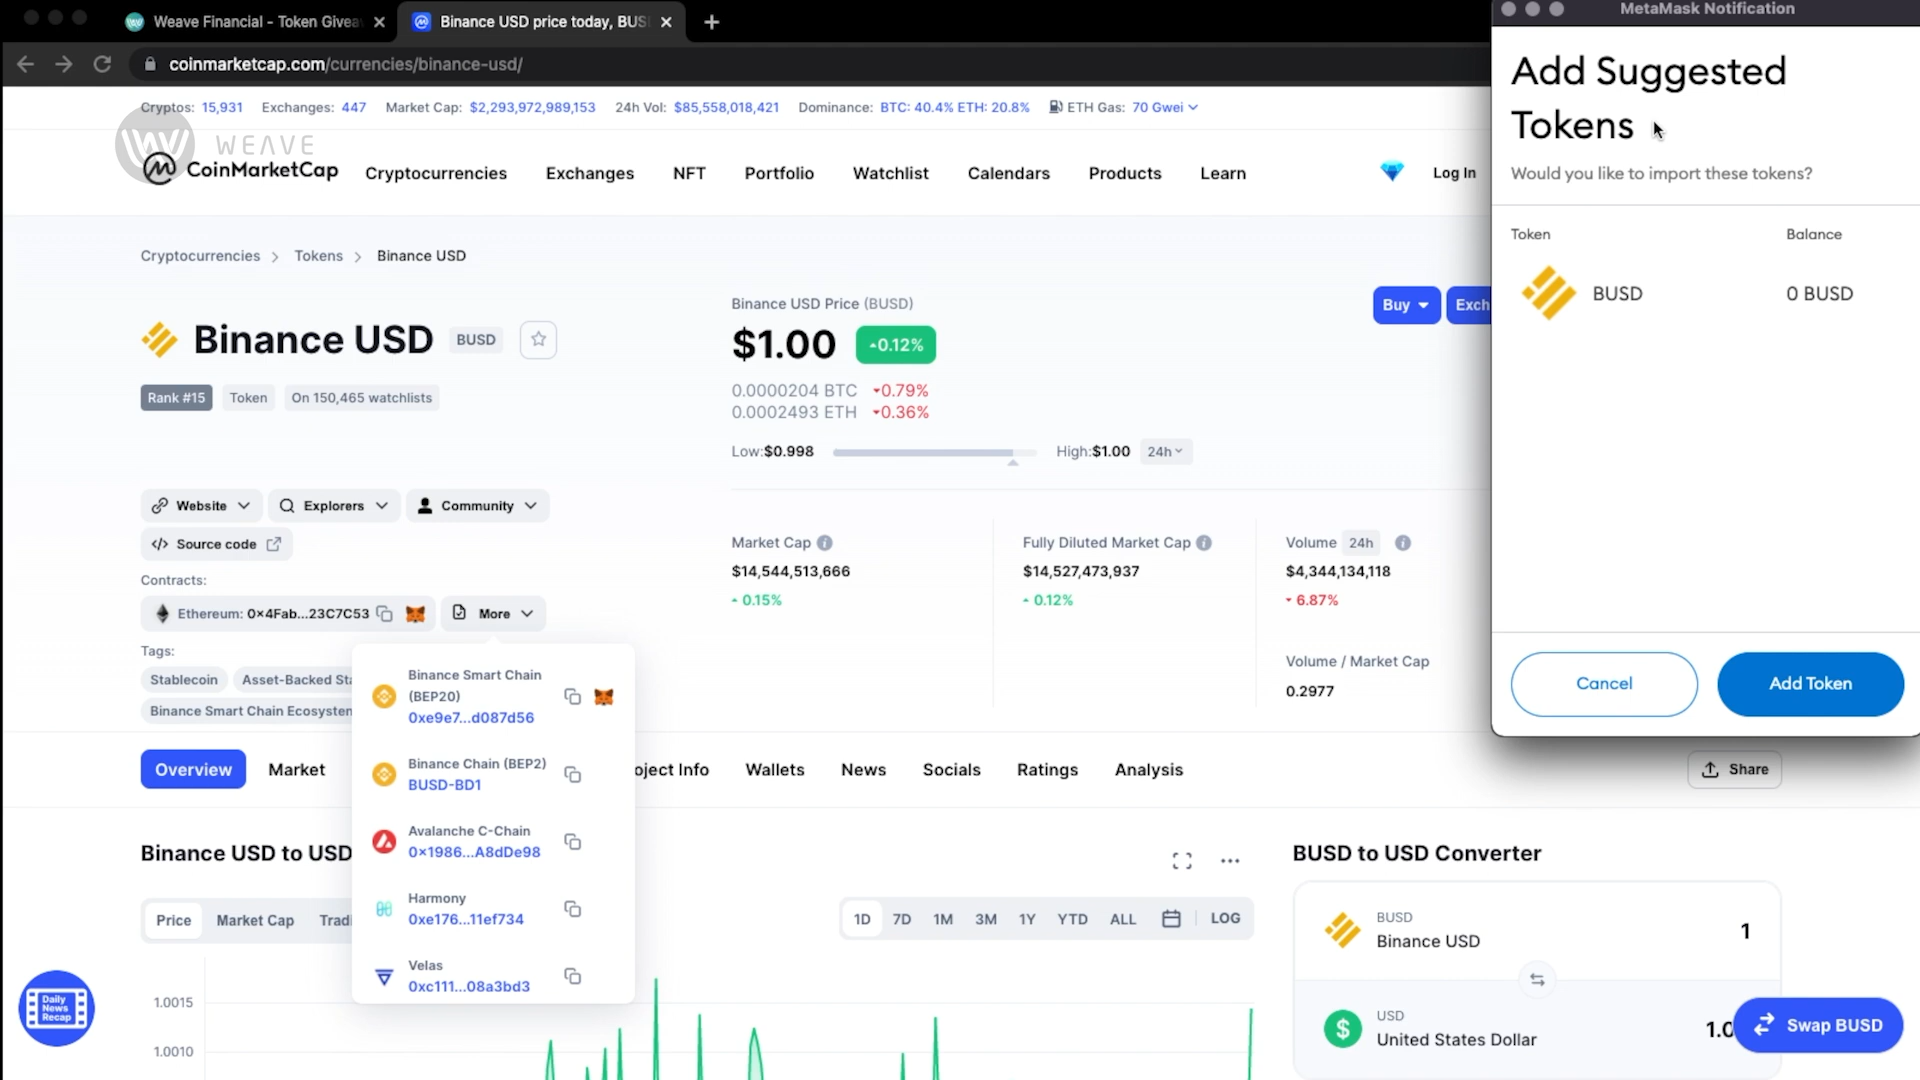 Weave Financial - Token Givea
Binance USD price today, BUS
MetaMask Notification
coinmarketcap.com/currencies/binance-usd/
Cryptos: 15,931 Exchanges: 447 Market Cap: $2,293,972,989,153 24h Vol: $85,558,018,421 Dominance: BTC: 40.4% ETH: 20.8% ETH Gas: 70 Gwei
WEAVE
CoinMarketCap Cryptocurrencies Exchanges NFT Portfolio Watchlist Calendars Products Learn Log In
Add Suggested
Tokens
Would you like to import these tokens?
Token Balance
BUSD 0 BUSD
Cancel Add Token
Cryptocurrencies Tokens Binance USD
Binance USD BUSD
Rank #15 Token On 150,465 watchlists
Binance USD Price (BUSD)
$1.00 0.12%
0.0000204 BTC 0.79%
0.0002493 ETH 0.36%
Low:$0.998 High:$1.00 24h
Buy Exch
Website Explorers Community
Source code
Contracts:
Ethereum: 0x4Fab...23C7C53 More
Tags:
Stablecoin Asset-Backed Sta
Binance Smart Chain Ecosysten
Binance Smart Chain
(BEP20)
0xe9e7...d087d56
Binance Chain (BEP2)
BUSD-BD1
Avalanche C-Chain
0x1986...A8dDe98
Harmony
0xe176...11ef734
Velas
0xc111...08a3bd3
Market Cap
$14,544,513,666
0.15%
Fully Diluted Market Cap
$14,527,473,937
0.12%
Volume 24h
$4,344,134,118
6.87%
Volume / Market Cap
0.2977
Overview Market oject Info Wallets News Socials Ratings Analysis Share
Binance USD to USD
Price Market Cap Tradi
1D 7D 1M 3M 1Y YTD ALL LOG
1.0015
1.0010
Daily
News
Recap
BUSD to USD Converter
BUSD
Binance USD 1
USD
United States Dollar 1.0
Swap BUSD